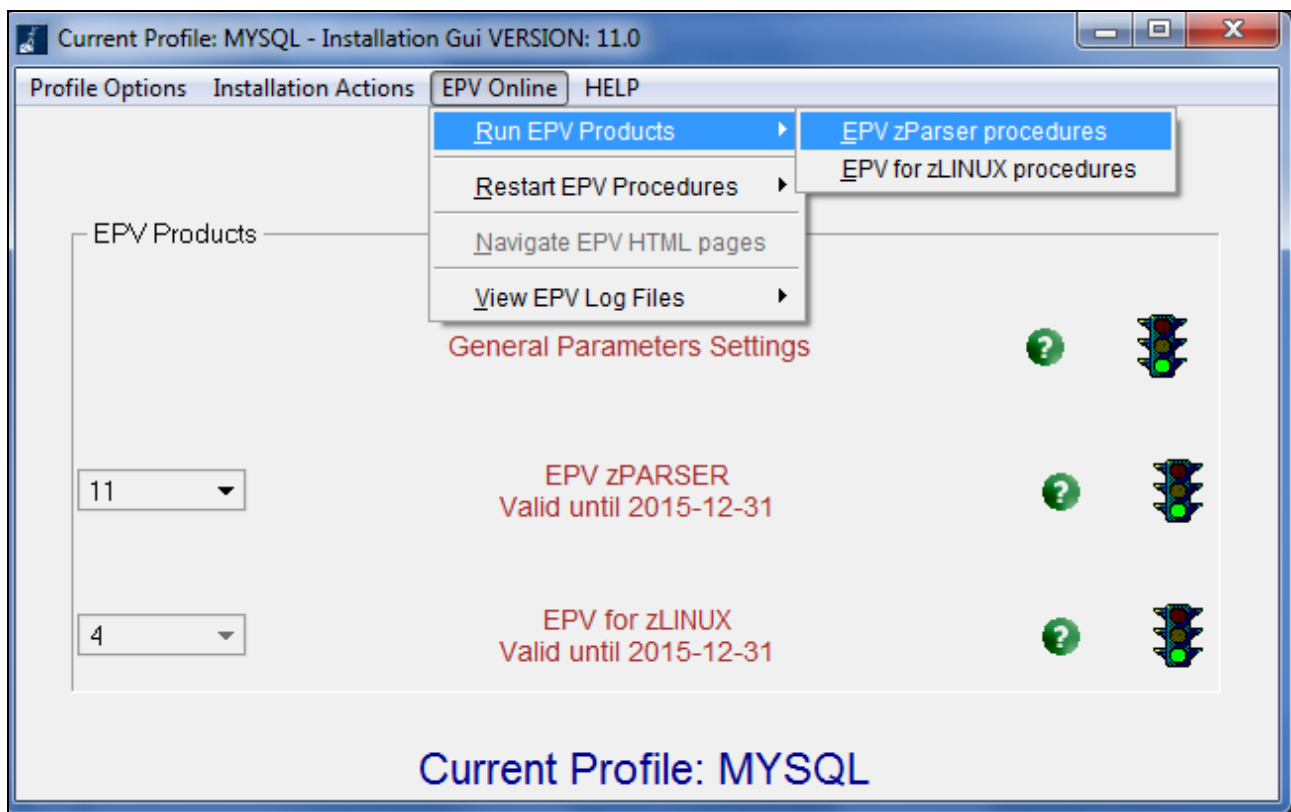 Current Profile: MYSQL - Installation Gui VERSION: 11.0
Profile Options Installation Actions EPV Online HELP
Run EPV Products
EPV zParser procedures
EPV for zLINUX procedures
Restart EPV Procedures
Navigate EPV HTML pages
View EPV Log Files
EPV Products
General Parameters Settings
?
11
EPV zPARSER
Valid until 2015-12-31
?
4
EPV for zLINUX
Valid until 2015-12-31
?
Current Profile: MYSQL